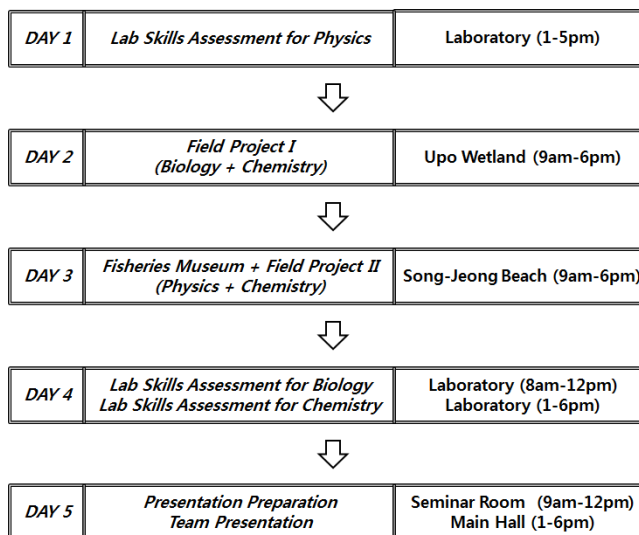 DAY 1
Lab Skills Assessment for Physics
Laboratory (1-5pm)
DAY 2
Field Project I
(Biology + Chemistry)
Upo Wetland (9am-6pm)
DAY 3
Fisheries Museum + Field Project II
(Physics + Chemistry)
Song-Jeong Beach (9am-6pm)
DAY 4
Lab Skills Assessment for Biology
Lab Skills Assessment for Chemistry
Laboratory (8am-12pm)
Laboratory (1-6pm)
DAY 5
Presentation Preparation
Team Presentation
Seminar Room (9am-12pm)
Main Hall (1-6pm)